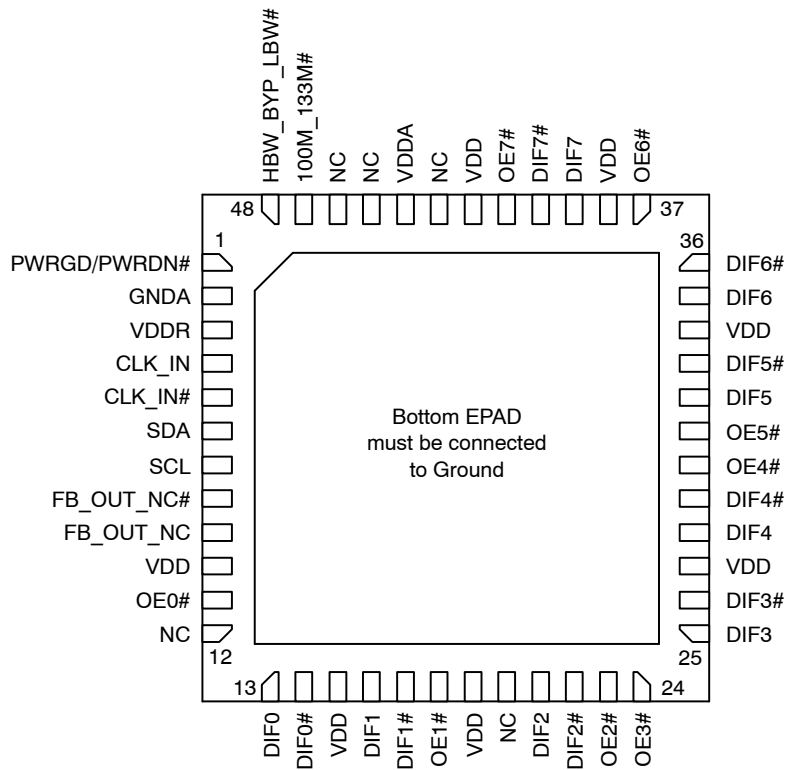 HBW_BYP_LBW#
100M_133M#
NC
NC
VDDA
NC
VDD
OE7#
DIF7#
DIF7
VDD
OE6#
48
37
1
36
PWRGD/PWRDN#
GNDA
VDDR
CLK_IN
CLK_IN#
SDA
SCL
FB_OUT_NC#
FB_OUT_NC
VDD
OE0#
NC
Bottom EPAD
must be connected
to Ground
DIF6#
DIF6
VDD
DIF5#
DIF5
OE5#
OE4#
DIF4#
DIF4
VDD
DIF3#
DIF3
12
25
13
24
DIF0
DIF0#
VDD
DIF1
DIF1#
OE1#
VDD
NC
DIF2
DIF2#
OE2#
OE3#